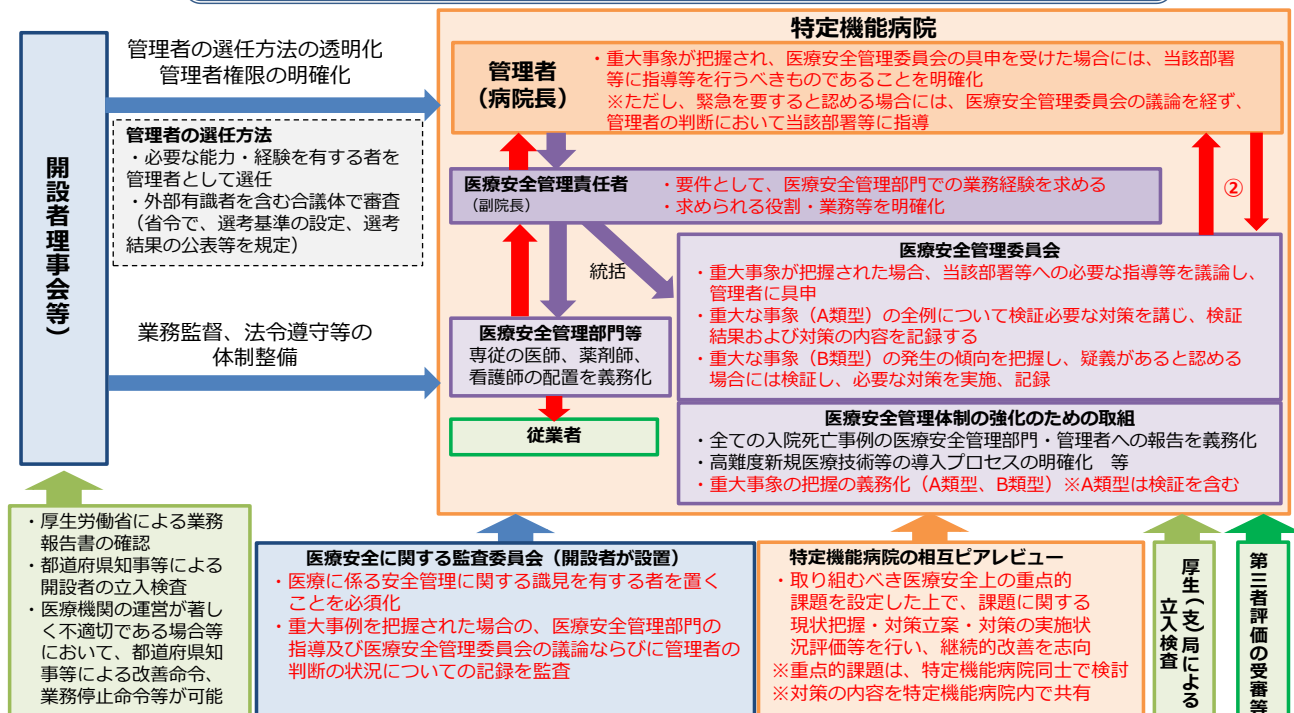 特定機能病院
管理者の選任方法の透明化
管理者権限の明確化
管理者の選任方法
・必要な能力・経験を有する者を
管理者として選任
・外部有識者を含む合議体で審査
（省令で、選考基準の設定、選考
結果の公表等を規定）
開設者理事会等）
業務監督、法令遵守等の
体制整備
管理者
（病院長）
・重大事象が把握され、医療安全管理委員会の具申を受けた場合には、当該部署
等に指導等を行うべきものであることを明確化
※ただし、緊急を要すると認める場合には、医療安全管理委員会の議論を経ず、
管理者の判断において当該部署等に指導
医療安全管理責任者
（副院長）
・要件として、医療安全管理部門での業務経験を求める
・求められる役割・業務等を明確化
②
統括
医療安全管理委員会
・重大事象が把握された場合、当該部署等への必要な指導等を議論し、
管理者に具申
・重大な事象（A類型）の全例について検証必要な対策を講じ、検証
結果および対策の内容を記録する
・重大な事象（B類型）の発生の傾向を把握し、疑義があると認める
場合には検証し、必要な対策を実施、記録
医療安全管理部門等
専従の医師、薬剤師、
看護師の配置を義務化
従業者
医療安全管理体制の強化のための取組
・全ての入院死亡事例の医療安全管理部門・管理者への報告を義務化
・高難度新規医療技術等の導入プロセスの明確化　等
・重大事象の把握の義務化（A類型、B類型）※A類型は検証を含む
・厚生労働省による業務
報告書の確認
・都道府県知事等による
開設者の立入検査
・医療機関の運営が著し
く不適切である場合等
において、都道府県知
事等による改善命令、
業務停止命令等が可能
医療安全に関する監査委員会（開設者が設置）
・医療に係る安全管理に関する識見を有する者を置く
ことを必須化
・重大事例を把握された場合の、医療安全管理部門の
指導及び医療安全管理委員会の議論ならびに管理者の
判断の状況についての記録を監査
特定機能病院の相互ピアレビュー
・取り組むべき医療安全上の重点的
課題を設定した上で、課題に関する
現状把握・対策立案・対策の実施状
況評価等を行い、継続的改善を志向
※重点的課題は、特定機能病院同士で検討
※対策の内容を特定機能病院内で共有
厚生（支）局による
立入検査
第三者評価の受審等